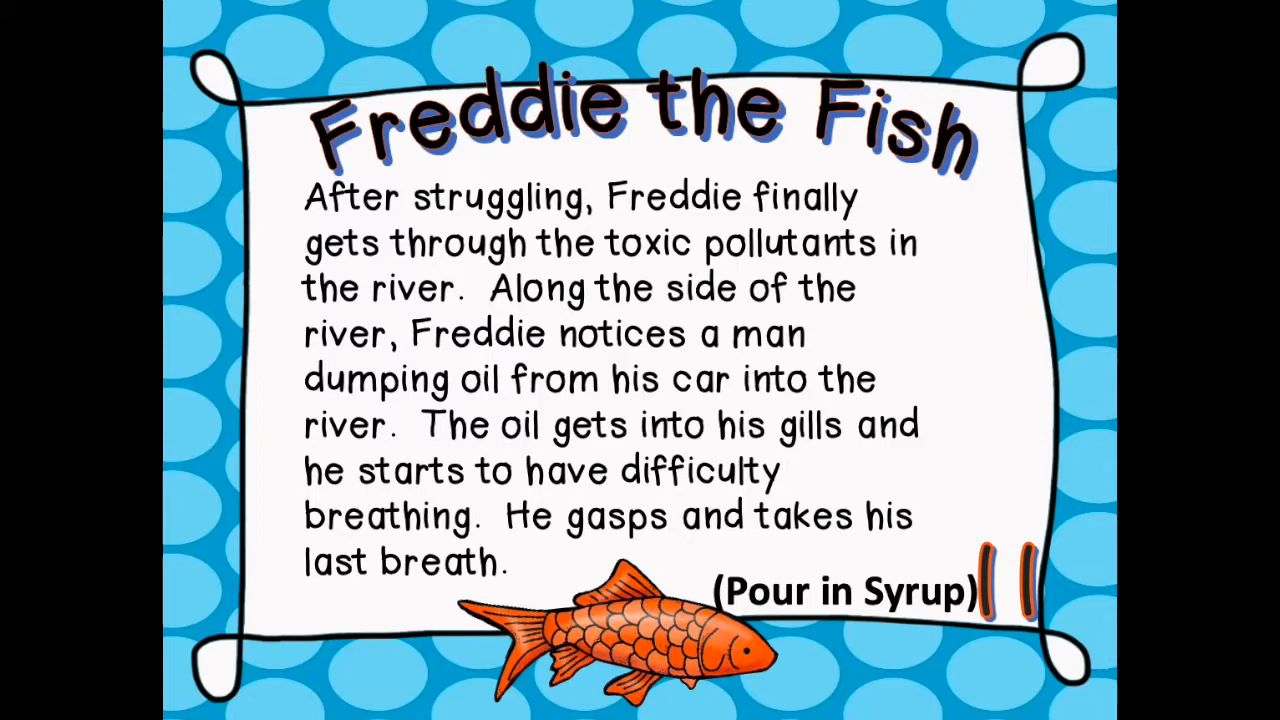 Freddie the Fish
After struggling, Freddie finally
gets through the toxic pollutants in
the river. Along the side of the
river, Freddie notices a man
dumping oil from his car into the
river. The oil gets into his gills and
he starts to have difficulty
breathing. He gasps and takes his
last breath.
(Pour in Syrup)
11